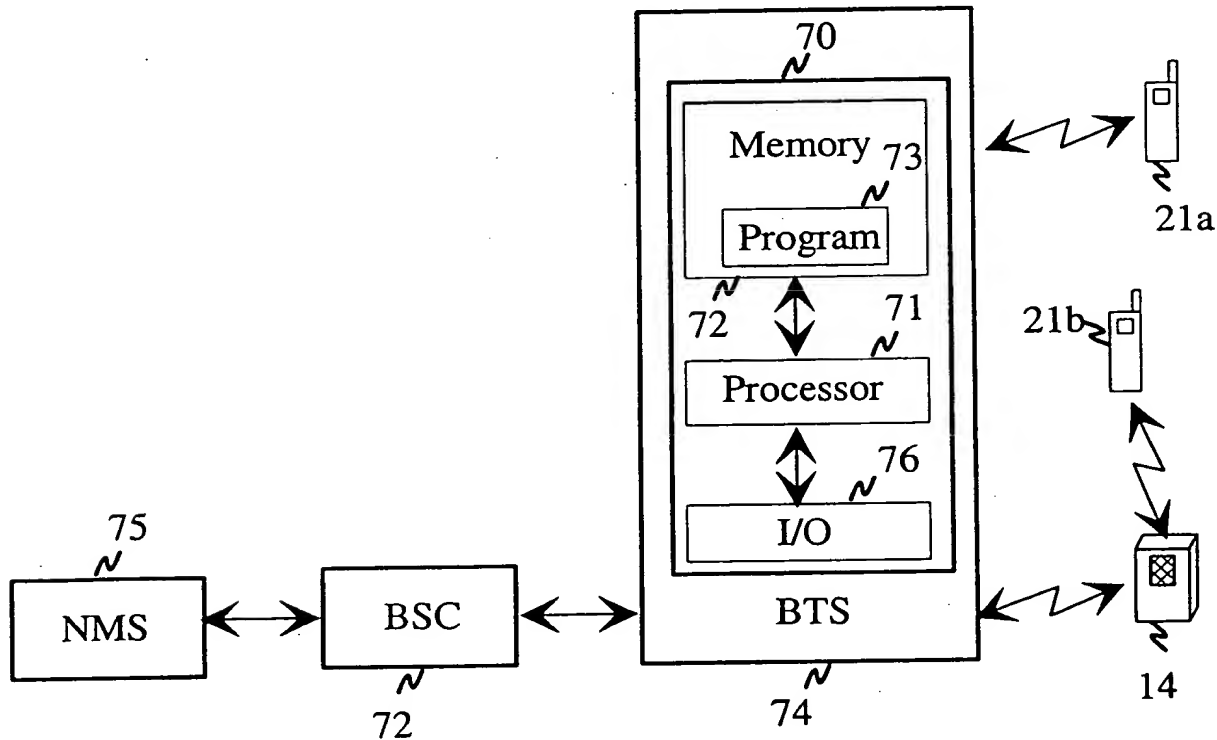 70
Memory
73
Program
72
71
Processor
76
I/O
BTS
74
75
NMS
BSC
72
21a
21b
14